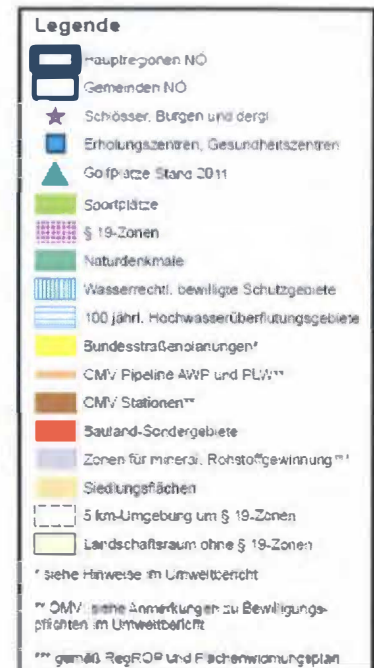 Legende
Hauptregionen NÖ
Gemeinden NÖ
Schlösser, Burgen und dergl.
Erholungszentren, Gesundheitszentren
Golfplätze Stand 2011
Sportplätze
§ 19-Zonen
Naturdenkmale
Wasserrechtl. bewilligte Schutzgebiete
100 jährl. Hochwasserüberflutungsgebiete
Bundesstraßenplanungen*
OMV Pipeline AWP und PLW**
OMV Stationen**
Bauland-Sondergebiete
Zonen für mineral. Rohstoffgewinnung***
Siedlungsflächen
5 km-Umgebung um § 19-Zonen
Landschaftsraum ohne § 19-Zonen
* siehe Hinweise im Umweltbericht
** OMV: siehe Anmerkungen zu Bewilligungs-
pflichten im Umweltbericht
*** gemäß RegROP und Flächenwidmungsplan